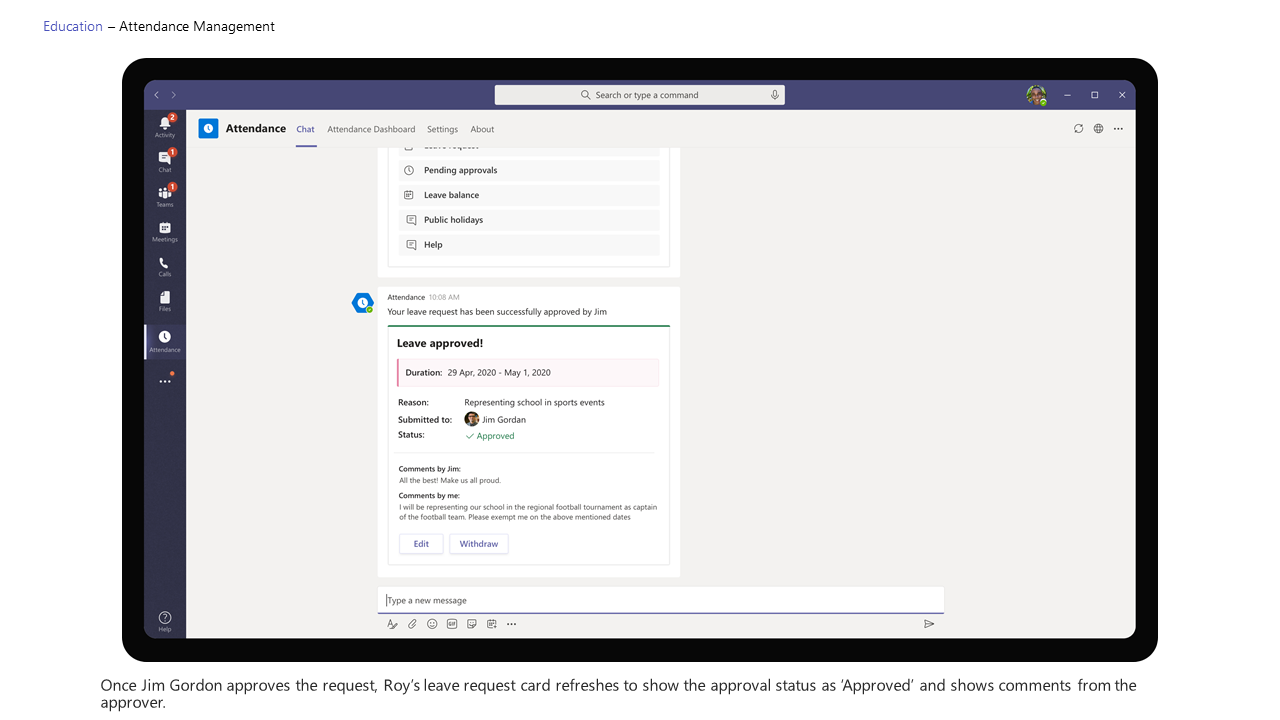 Education – Attendance Management
Search or type a command
Attendance
Chat
Attendance Dashboard
Settings
About
2
Activity
1
Chat
1
Teams
Meetings
Calls
Files
Attendance
Help
Leave request
Pending approvals
Leave balance
Public holidays
Help
Attendance 10:08 AM
Your leave request has been successfully approved by Jim
Leave approved!
Duration: 29 Apr, 2020 - May 1, 2020
Reason: Representing school in sports events
Submitted to: Jim Gordan
Status: Approved
Comments by Jim:
All the best! Make us all proud.
Comments by me:
I will be representing our school in the regional football tournament as captain
of the football team. Please exempt me on the above mentioned dates
Edit
Withdraw
Type a new message
GIF
Once Jim Gordon approves the request, Roy’s leave request card refreshes to show the approval status as ‘Approved’ and shows comments from the
approver.